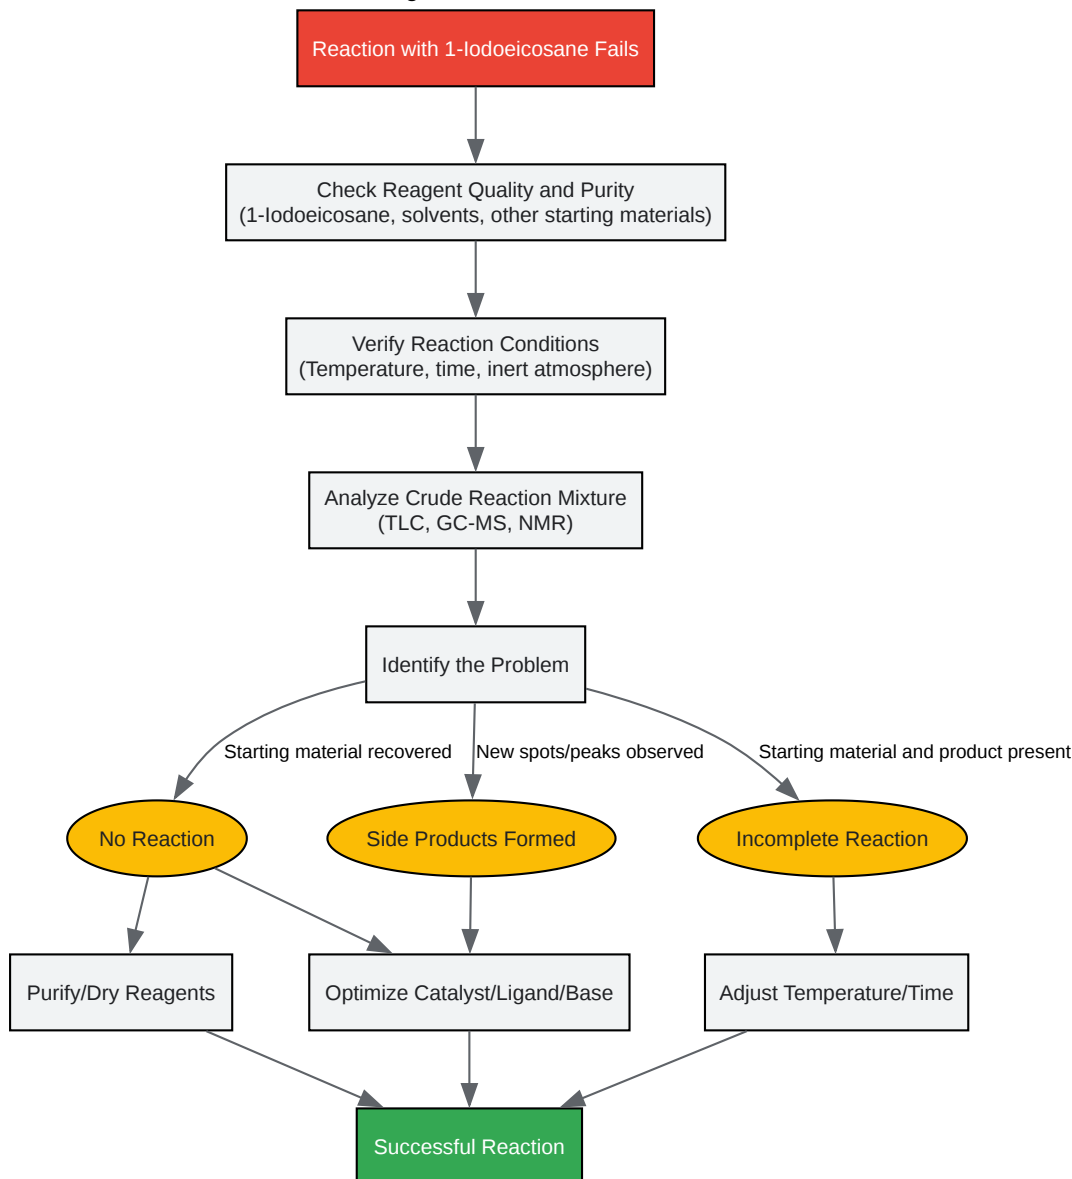 Reaction with 1-Iodoeicosane Fails
Check Reagent Quality and Purity
(1-Iodoeicosane, solvents, other starting materials)
Verify Reaction Conditions
(Temperature, time, inert atmosphere)
Analyze Crude Reaction Mixture
(TLC, GC-MS, NMR)
Identify the Problem
Starting material recovered
New spots/peaks observed
Starting material and product present
No Reaction
Side Products Formed
Incomplete Reaction
Purify/Dry Reagents
Optimize Catalyst/Ligand/Base
Adjust Temperature/Time
Successful Reaction